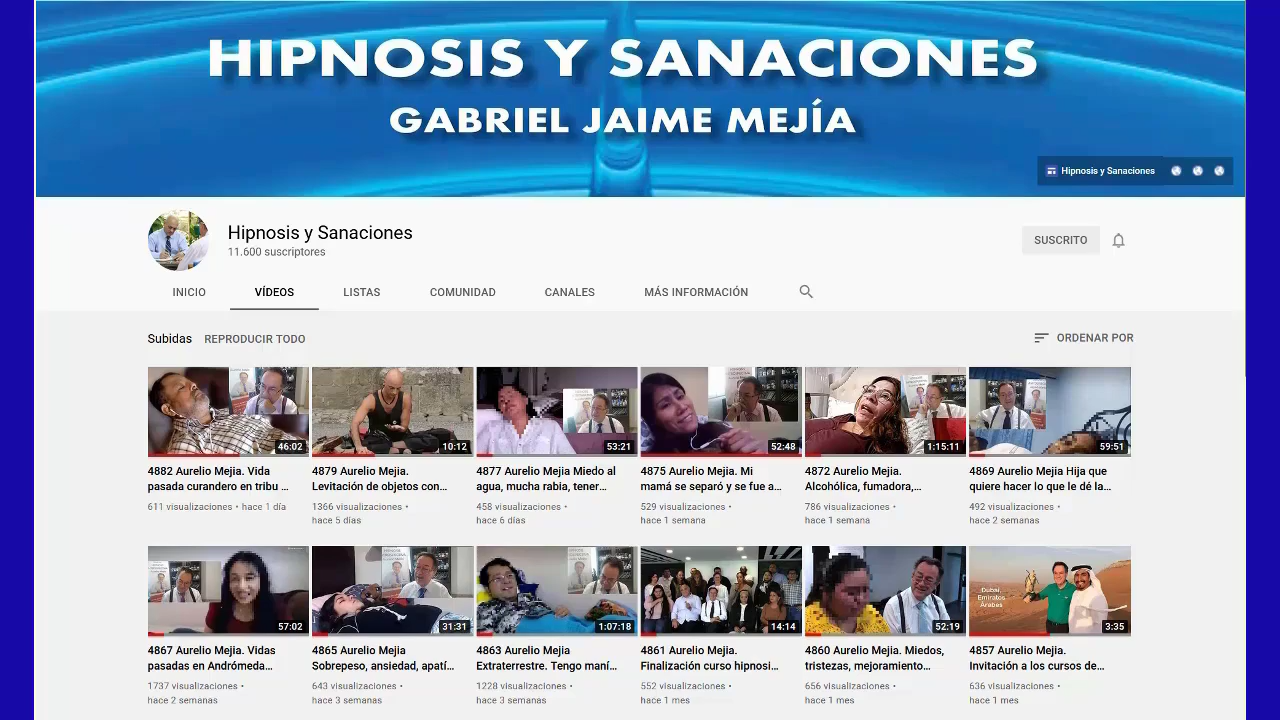 HIPNOSIS Y SANACIONES
GABRIEL JAIME MEJÍA
Hipnosis y Sanaciones
Hipnosis y Sanaciones
11.600 suscriptores
SUSCRITO
INICIO
VÍDEOS
LISTAS
COMUNIDAD
CANALES
MÁS INFORMACIÓN
Subidas
REPRODUCIR TODO
ORDENAR POR
46:02
4882 Aurelio Mejia. Vida
pasada curandero en tribu ...
611 visualizaciones • hace 1 día
10:12
4879 Aurelio Mejia.
Levitación de objetos con...
1366 visualizaciones •
hace 5 días
53:21
4877 Aurelio Mejia Miedo al
agua, mucha rabia, tener...
458 visualizaciones •
hace 6 días
52:48
4875 Aurelio Mejia. Mi
mamá se separó y se fue a...
529 visualizaciones •
hace 1 semana
1:15:11
4872 Aurelio Mejia.
Alcohólica, fumadora,...
786 visualizaciones •
hace 1 semana
59:51
4869 Aurelio Mejia Hija que
quiere hacer lo que le dé la...
492 visualizaciones •
hace 2 semanas
57:02
4867 Aurelio Mejia. Vidas
pasadas en Andrómeda...
1737 visualizaciones •
hace 2 semanas
31:31
4865 Aurelio Mejia
Sobrepeso, ansiedad, apatí...
643 visualizaciones •
hace 3 semanas
1:07:18
4863 Aurelio Mejia
Extraterrestre. Tengo maní...
1228 visualizaciones •
hace 3 semanas
14:14
4861 Aurelio Mejia.
Finalización curso hipnosi...
552 visualizaciones •
hace 1 mes
52:19
4860 Aurelio Mejia. Miedos,
tristezas, mejoramiento...
656 visualizaciones •
hace 1 mes
Dubai,
Emiratos
Árabes
3:35
4857 Aurelio Mejia.
Invitación a los cursos de...
636 visualizaciones •
hace 1 mes